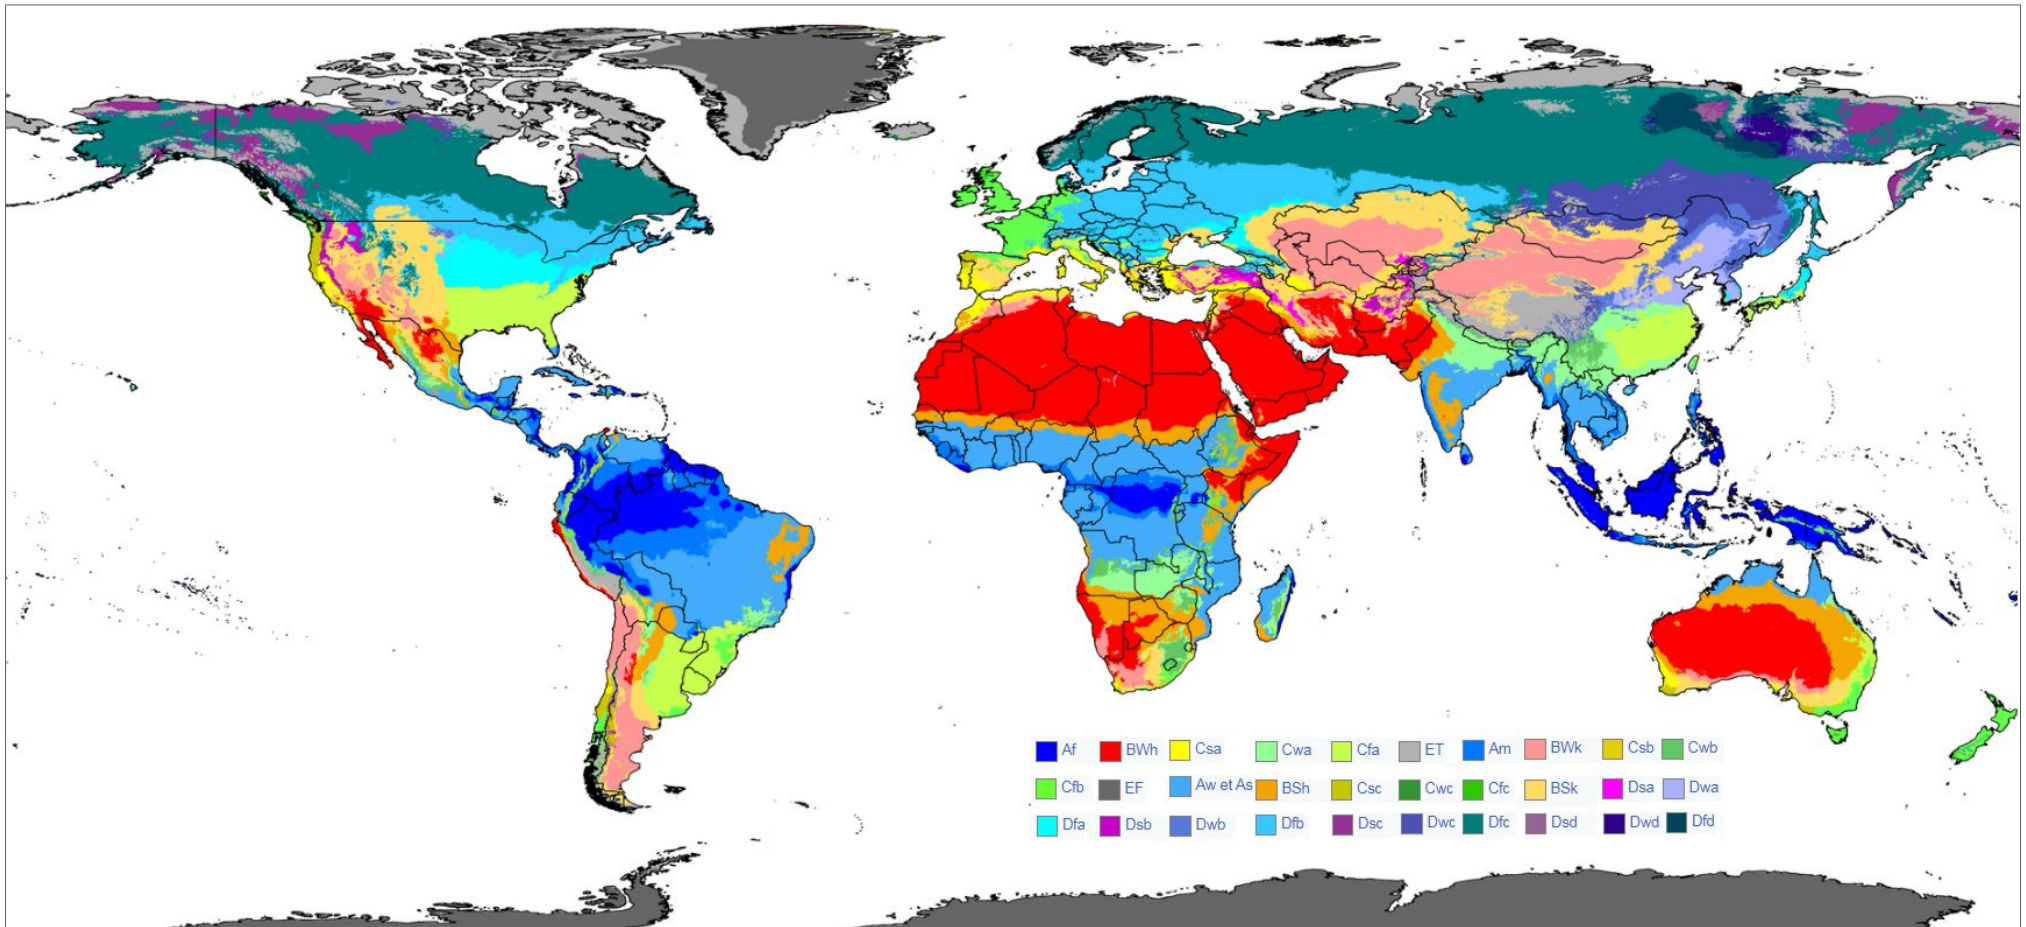 Af BWh Csa Cwa Cfa ET Am BWk Csb Cwb
Cfb EF Aw et As BSh Csc Cwc Cfc BSk Dsa Dwa
Dfa Dsb Dwb Dfb Dsc Dwc Dfc Dsd Dwd Dfd